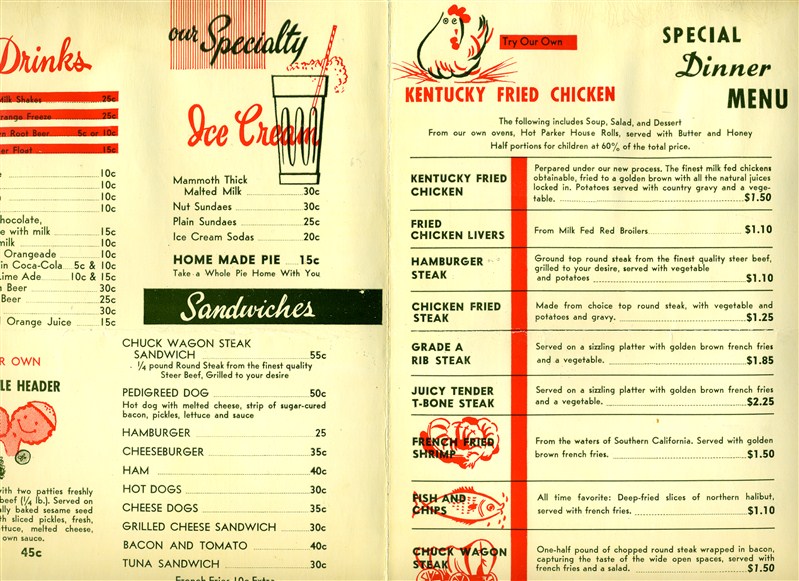 Drinks
Milk Shakes 25c
range Freeze 25c
n Root Beer 5c or 10c
er Float 15c
e 10c
10c
10c
10c
hocolate,
e with milk 15c
milk 10c
Orangeade 10c
in Coca-Cola 5c & 10c
ime Ade 10c & 15c
Beer 30c
Beer 25c
30c
Orange Juice 15c
R OWN
LE HEADER
with two patties freshly
beef (¼ lb.). Served on
ally baked sesame seed
th sliced pickles, fresh,
ettuce, melted cheese,
own sauce.
45c
our Specialty
Ice Cream
Mammoth Thick
Malted Milk 30c
Nut Sundaes 30c
Plain Sundaes 25c
Ice Cream Sodas 20c
HOME MADE PIE 15c
Take a Whole Pie Home With You
Sandwiches
CHUCK WAGON STEAK
SANDWICH 55c
¼ pound Round Steak from the finest quality
Steer Beef, Grilled to your desire
PEDIGREED DOG 50c
Hot dog with melted cheese, strip of sugar-cured
bacon, pickles, lettuce and sauce
HAMBURGER 25
CHEESEBURGER 35c
HAM 40c
HOT DOGS 30c
CHEESE DOGS 35c
GRILLED CHEESE SANDWICH 30c
BACON AND TOMATO 40c
TUNA SANDWICH 30c
French Fries 10c Extra
Try Our Own
KENTUCKY FRIED CHICKEN
SPECIAL
Dinner
MENU
The following includes Soup, Salad, and Dessert
From our own ovens, Hot Parker House Rolls, served with Butter and Honey
Half portions for children at 60% of the total price.
KENTUCKY FRIED
CHICKEN
Perpared under our new process. The finest milk fed chickens
obtainable, fried to a golden brown with all the natural juices
locked in. Potatoes served with country gravy and a vege-
table. $1.50
FRIED
CHICKEN LIVERS
From Milk Fed Red Broilers $1.10
HAMBURGER
STEAK
Ground top round steak from the finest quality steer beef,
grilled to your desire, served with vegetable
and potatoes $1.10
CHICKEN FRIED
STEAK
Made from choice top round steak, with vegetable and
potatoes and gravy. $1.25
GRADE A
RIB STEAK
Served on a sizzling platter with golden brown french fries
and a vegetable. $1.85
JUICY TENDER
T-BONE STEAK
Served on a sizzling platter with golden brown french fries
and a vegetable. $2.25
FRENCH FRIED
SHRIMP
From the waters of Southern California. Served with golden
brown french fries. $1.50
FISH AND
CHIPS
All time favorite: Deep-fried slices of northern halibut,
served with french fries. $1.10
CHUCK WAGON
STEAK
One-half pound of chopped round steak wrapped in bacon,
capturing the taste of the wide open spaces, served with
french fries and a salad. $1.50